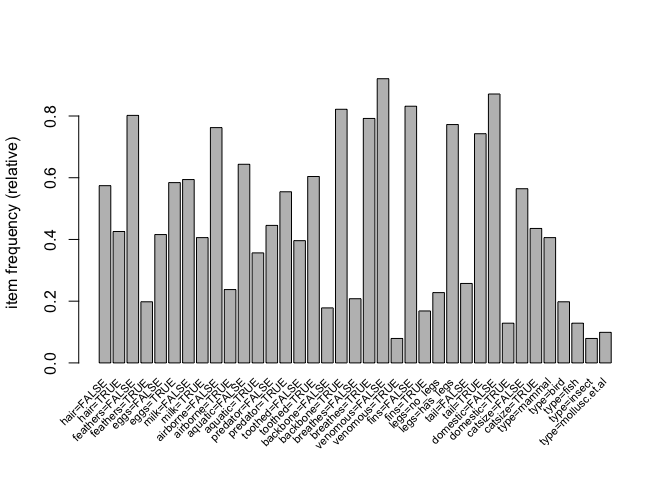 item frequency (relative)
0.8
0.6
0.4
0.2
0.0
hair=FALSE
hair=TRUE
feathers=FALSE
feathers=TRUE
eggs=FALSE
eggs=TRUE
milk=FALSE
milk=TRUE
airborne=FALSE
airborne=TRUE
aquatic=FALSE
aquatic=TRUE
predator=FALSE
predator=TRUE
toothed=FALSE
toothed=TRUE
backbone=FALSE
backbone=TRUE
breathes=FALSE
breathes=TRUE
venomous=FALSE
venomous=TRUE
fins=FALSE
fins=TRUE
legs=no_legs
legs=has_legs
tail=FALSE
tail=TRUE
domestic=FALSE
domestic=TRUE
catsize=FALSE
catsize=TRUE
type=mammal
type=bird
type=fish
type=insect
type=mollusc.et.al